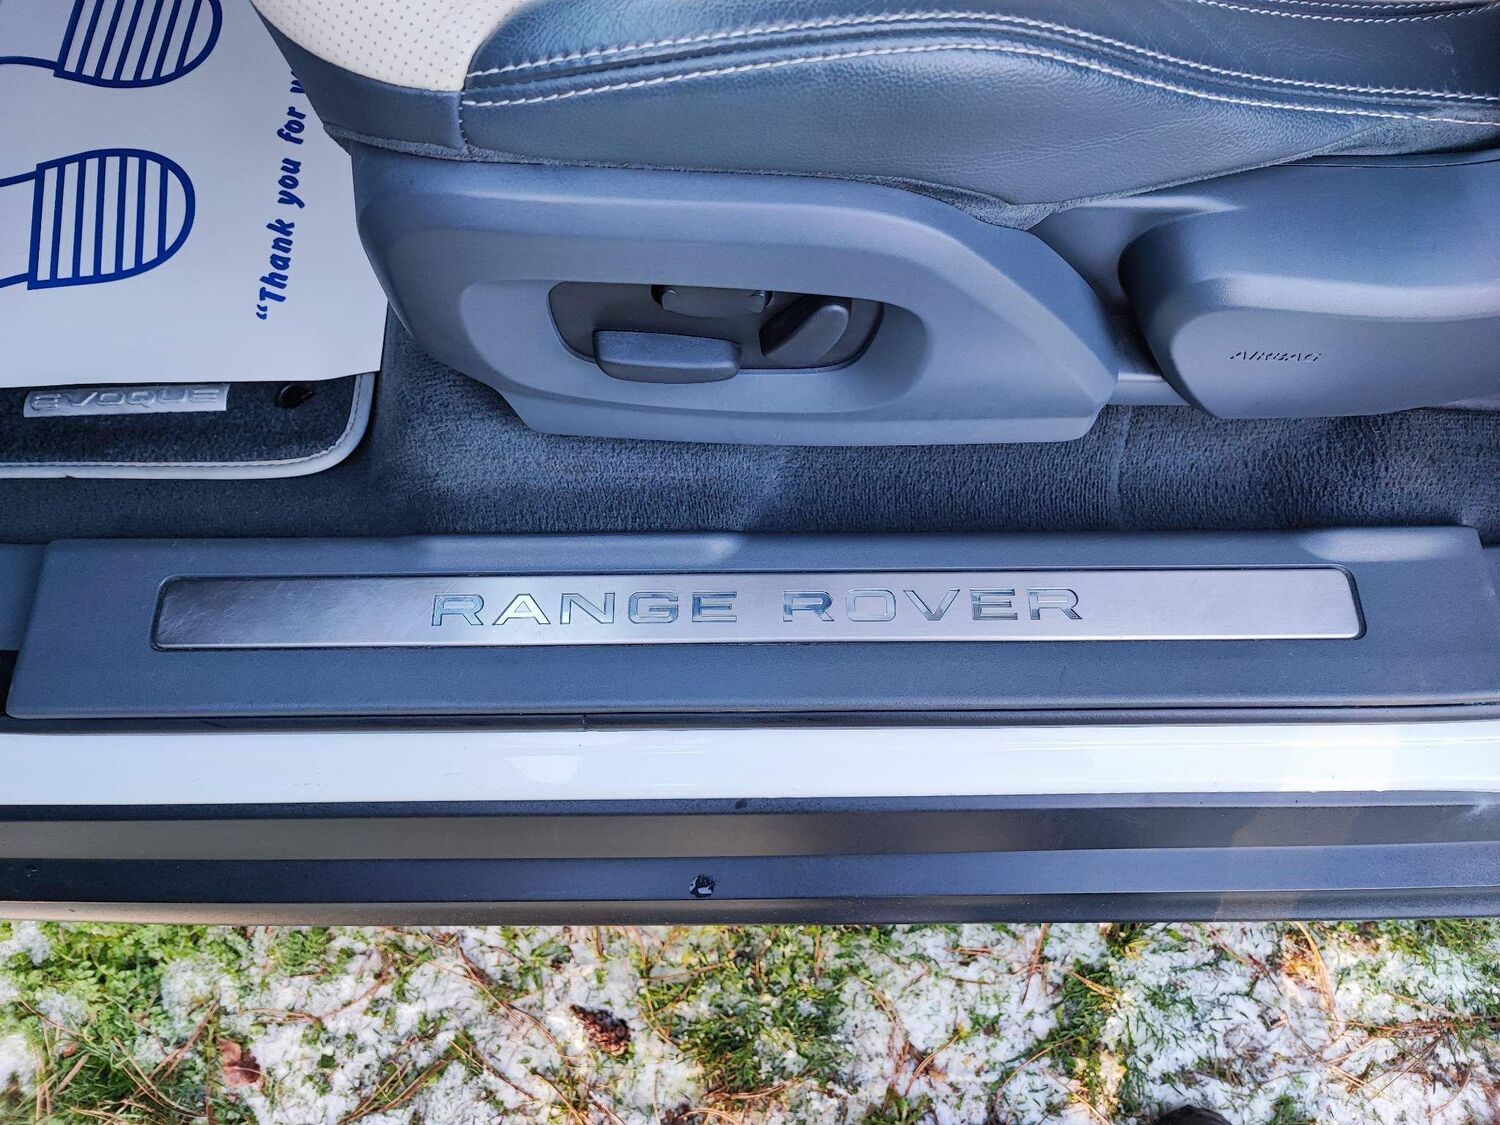 "Thank you for
EVOQUE
AIRBAG
RANGE ROVER